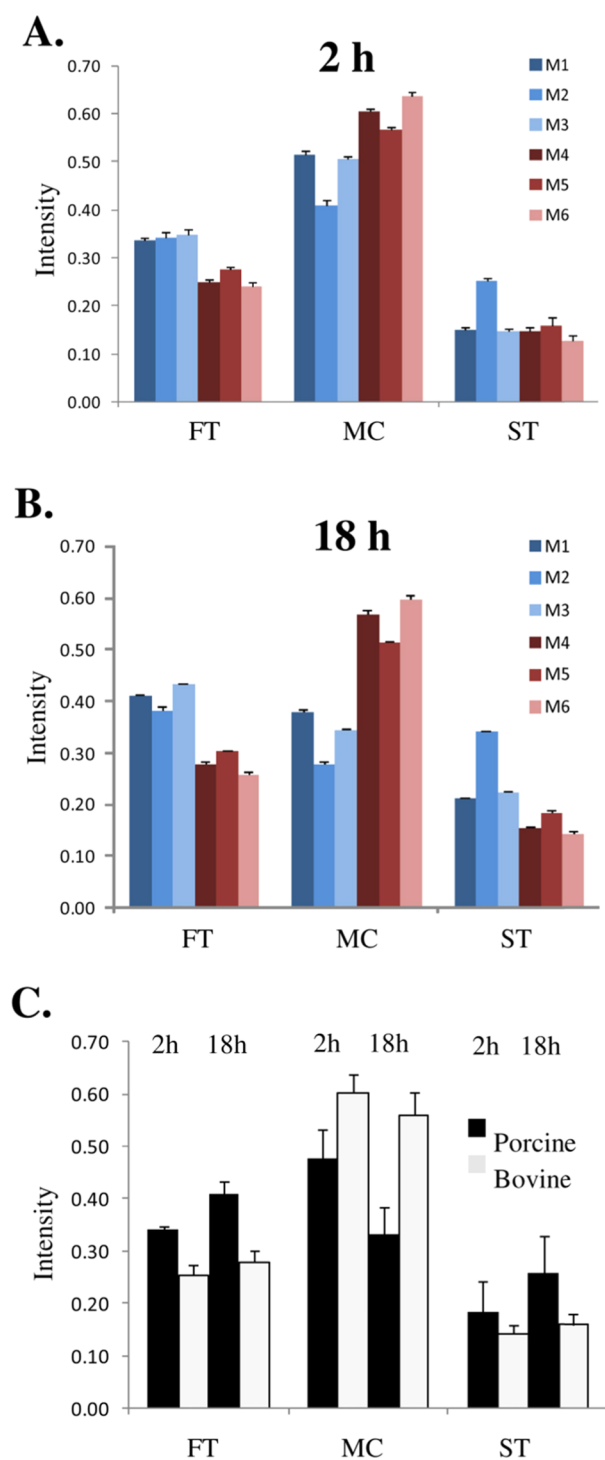 A.
2 h
0.70
0.60
0.50
0.40
0.30
0.20
0.10
0.00
Intensity
M1
M2
M3
M4
M5
M6
FT MC ST
B.
18 h
0.70
0.60
0.50
0.40
0.30
0.20
0.10
0.00
Intensity
M1
M2
M3
M4
M5
M6
FT MC ST
C.
0.70
0.60
0.50
0.40
0.30
0.20
0.10
0.00
Intensity
2h 18h 2h 18h 2h 18h
Porcine
Bovine
FT MC ST